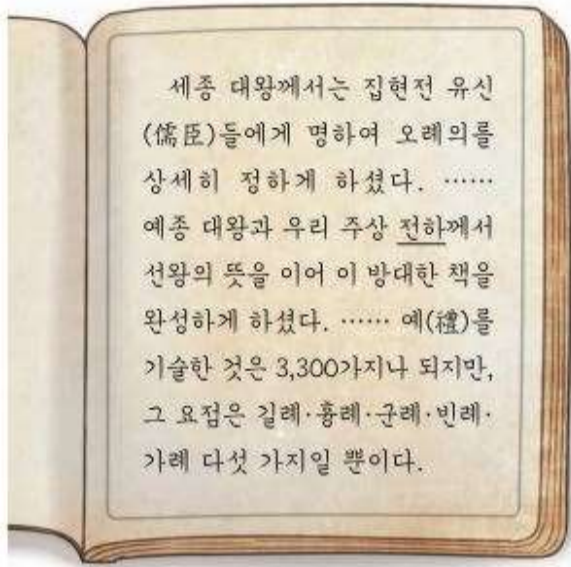 세종 대왕께서는 집현전 유신
(儒臣)들에게 명하여 오례의를
상세히 정하게 하셨다. ……
예종 대왕과 우리 주상 전하께서
선왕의 뜻을 이어 이 방대한 책을
완성하게 하셨다. …… 예(禮)를
기술한 것은 3,300가지나 되지만,
그 요점은 길례·흉례·군례·빈례·
가례 다섯 가지일 뿐이다.